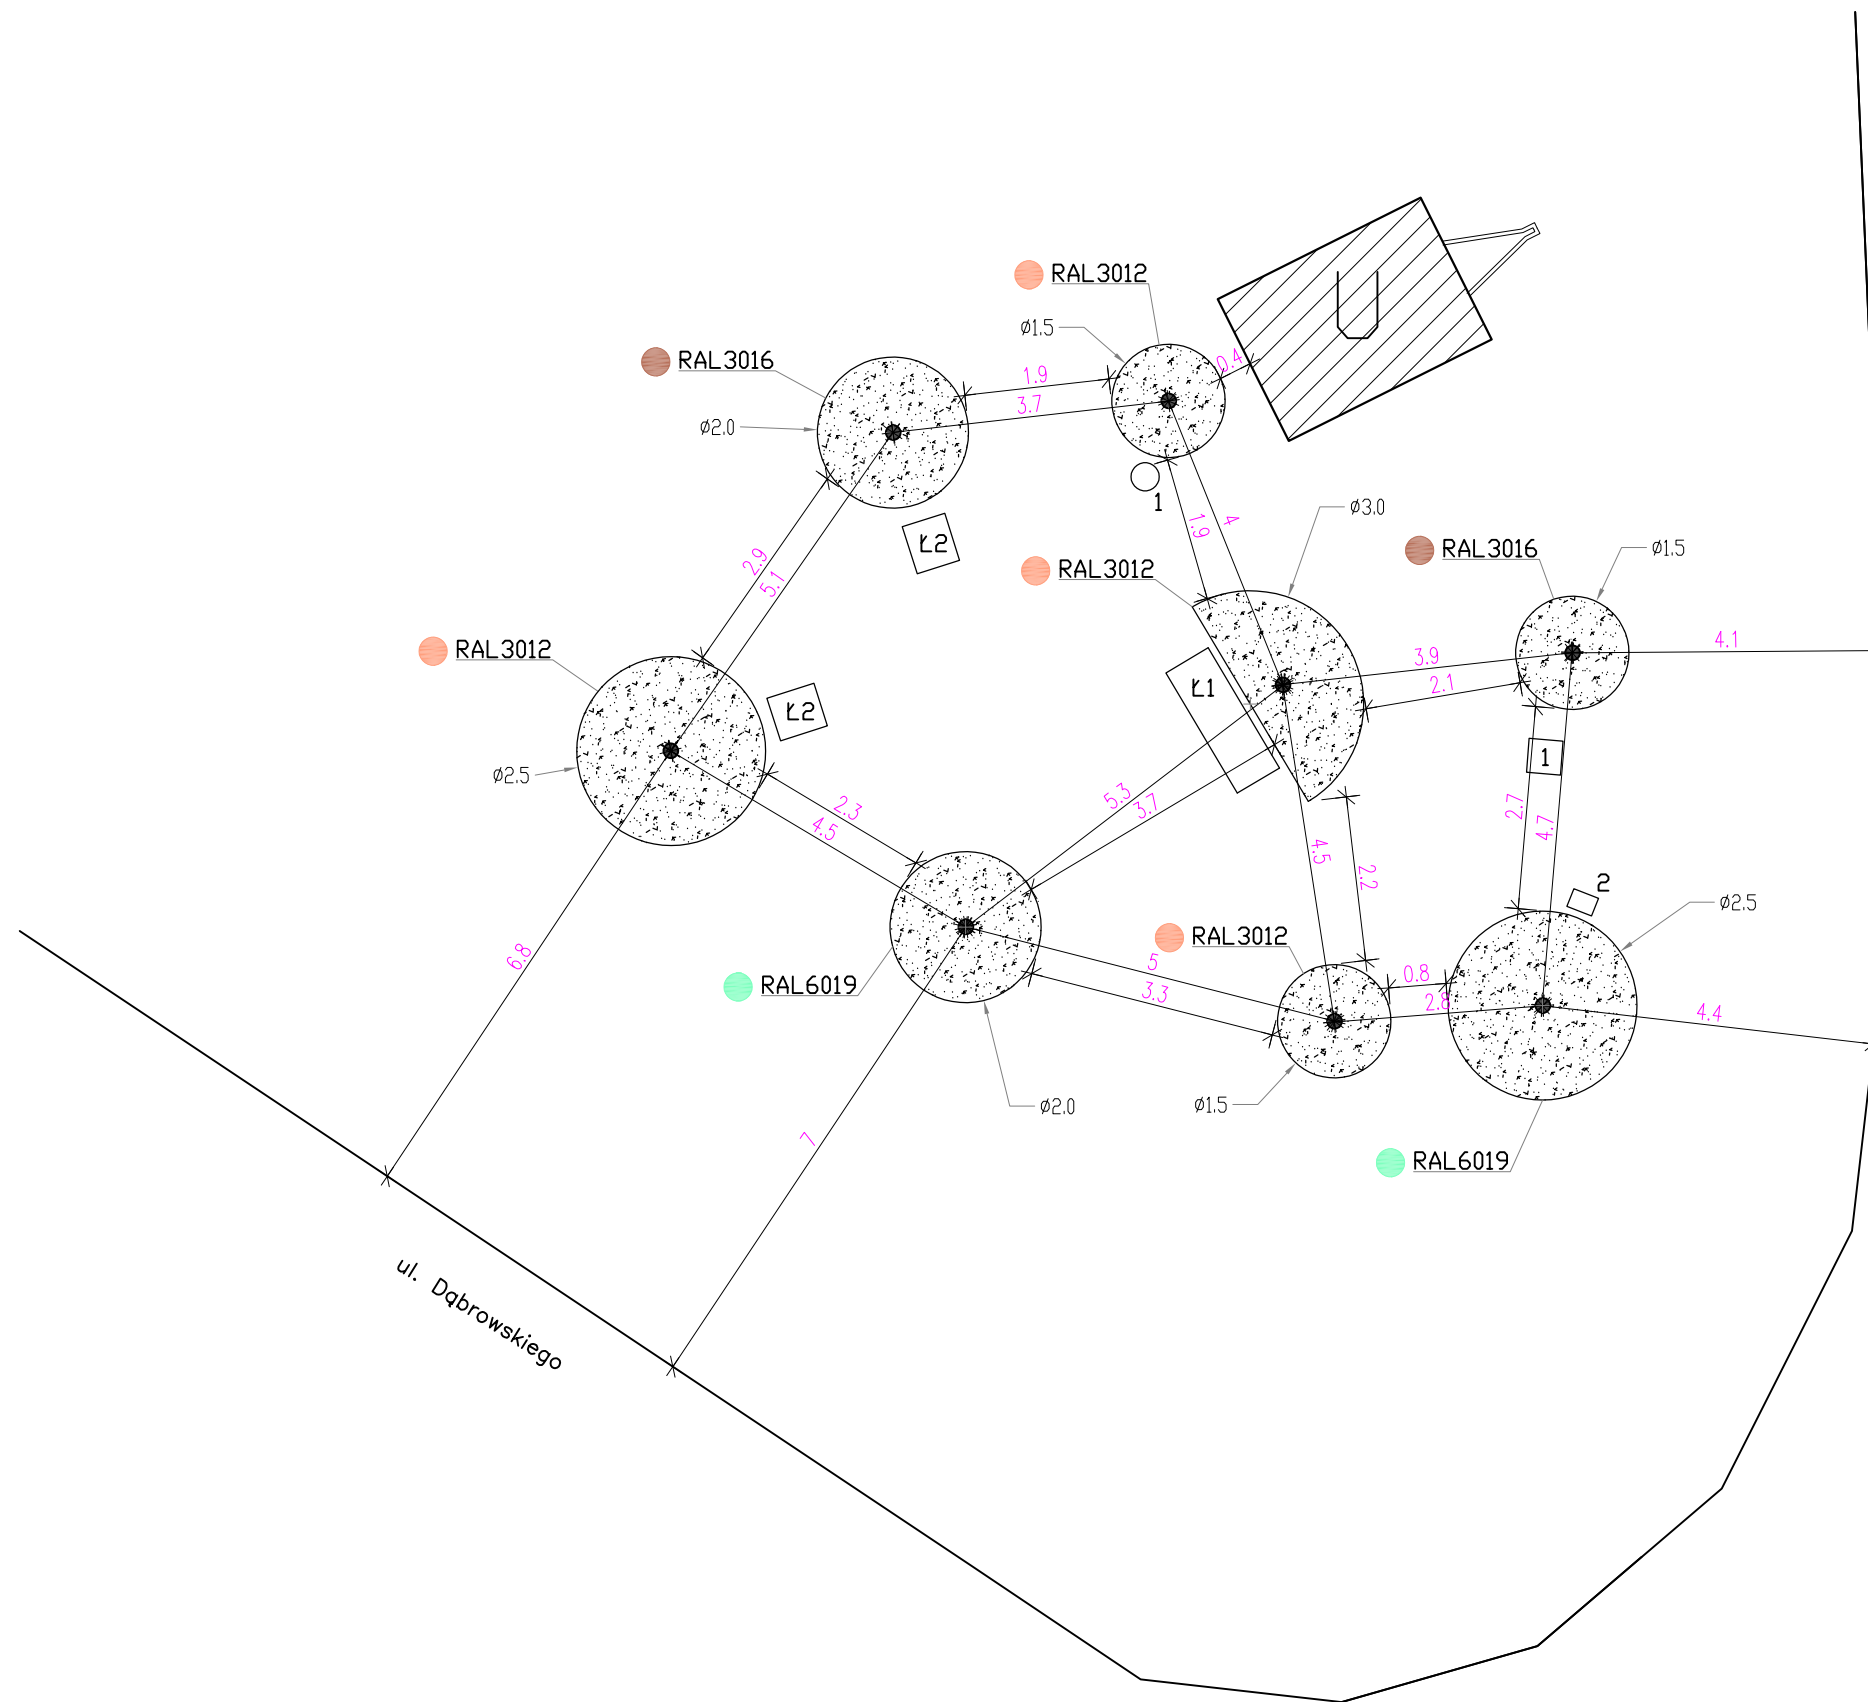 RAL3012
ø1.5
0.4
RAL3016
1.9
3.7
ø2.0
1
ø3.0
4
1.9
Ł2
RAL3012
RAL3016
ø1.5
2.9
5.1
RAL3012
4.1
3.9
2.1
Ł1
Ł2
ø2.5
1
2.3
4.5
5.3
3.7
2.7
4.7
4.5
2.2
2
ø2.5
RAL3012
6.8
5
3.3
0.8
2.8
RAL6019
4.4
ø2.0
ø1.5
7
RAL6019
ul. Dąbrowskiego